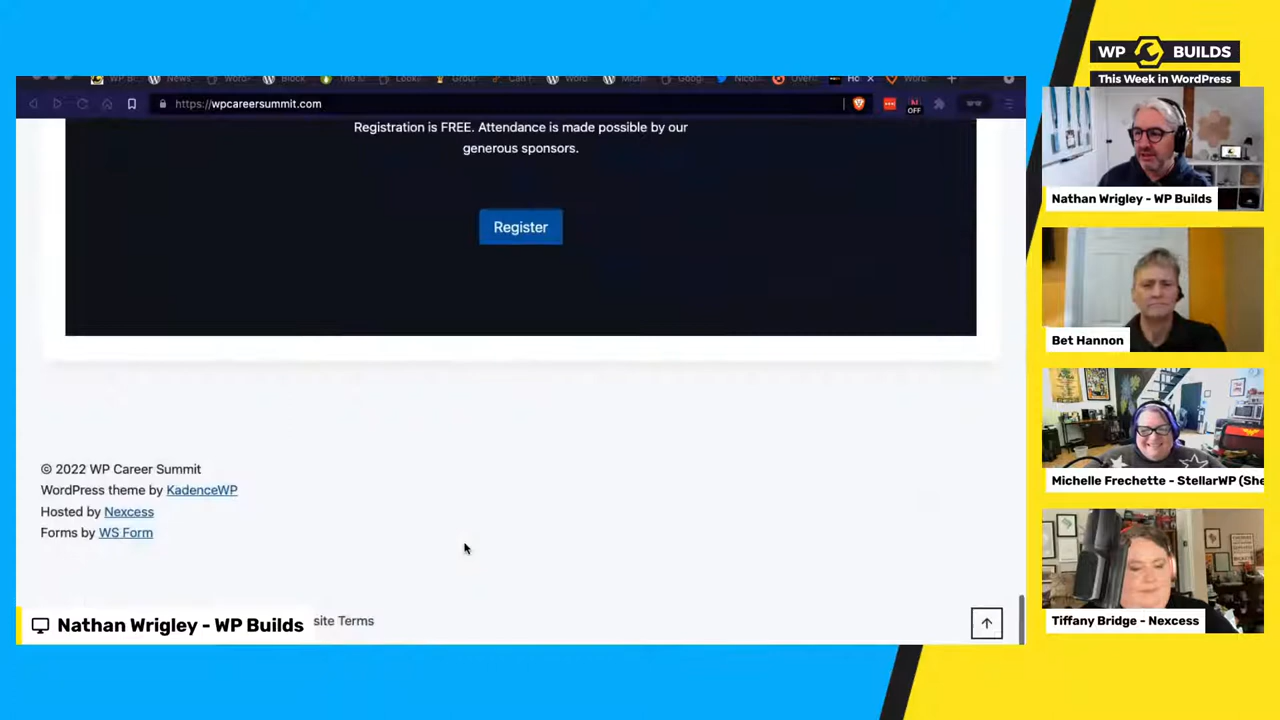 WP BUILDS
This Week in WordPress
https://wpcareersummit.com
OFF
Registration is FREE. Attendance is made possible by our
generous sponsors.
Register
© 2022 WP Career Summit
WordPress theme by KadenceWP
Hosted by Nexcess
Forms by WS Form
site Terms
Nathan Wrigley - WP Builds
Nathan Wrigley - WP Builds
Bet Hannon
Michelle Frechette - StellarWP (She
Tiffany Bridge - Nexcess